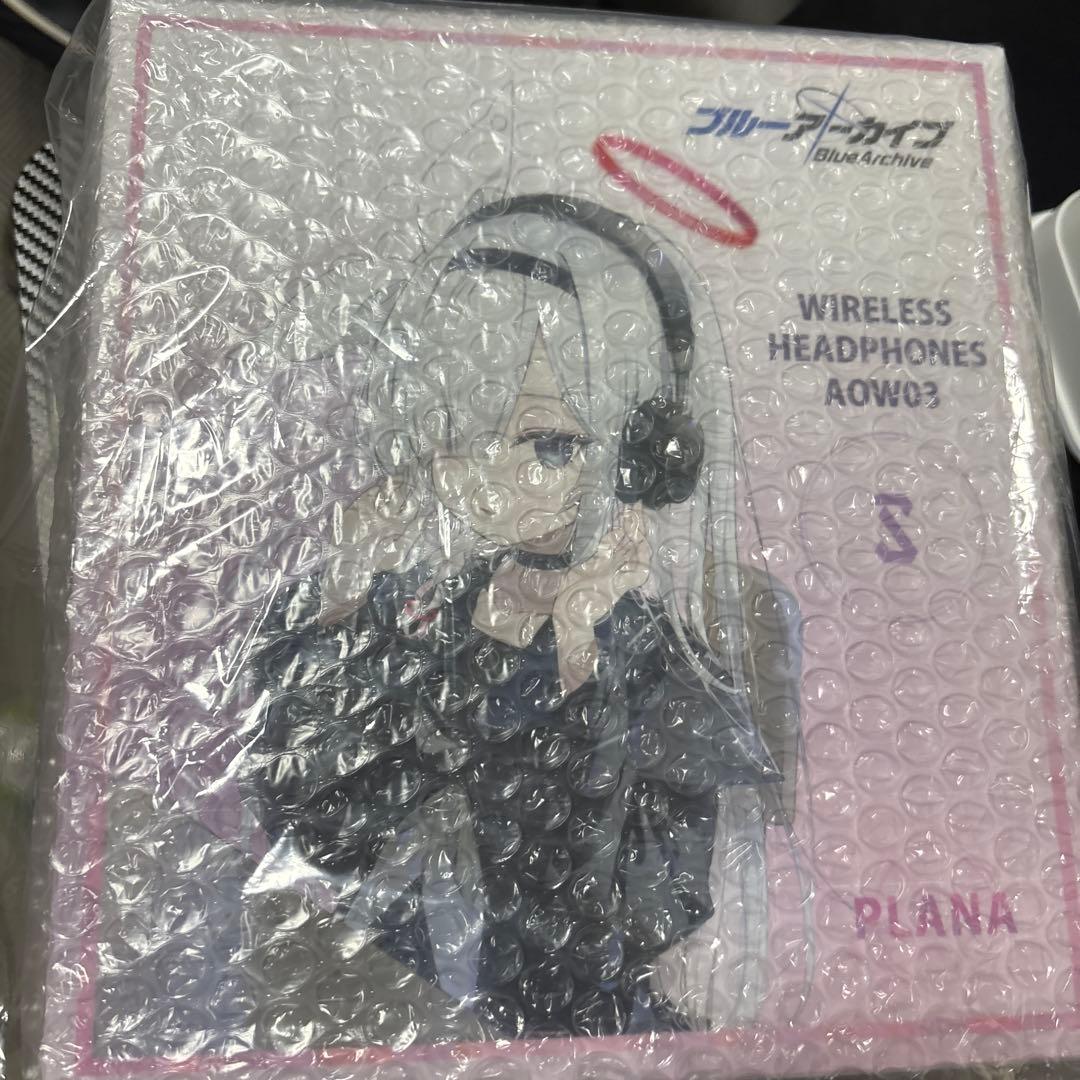 ブルーアーカイブ
BlueArchive
WIRELESS
HEADPHONES
AOW03
S
PLANA